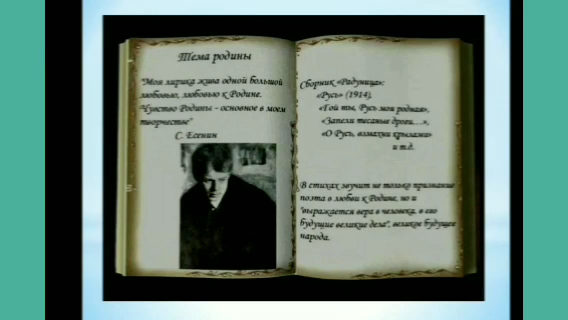 Тема родины
"Моя лирика жива одной большой
любовью, любовью к Родине.
Чувство Родины - основное в моем
творчестве"
С. Есенин
Сборник «Радуница»:
«Русь» (1914),
«Гой ты, Русь моя родная»,
«Запели тесаные дроги…»,
«О Русь, взмахни крылами»
и т.д.
В стихах звучит не только признание
поэта в любви к Родине, но и
"выражается вера в человека, в его
будущие великие дела", великое будущее
народа.